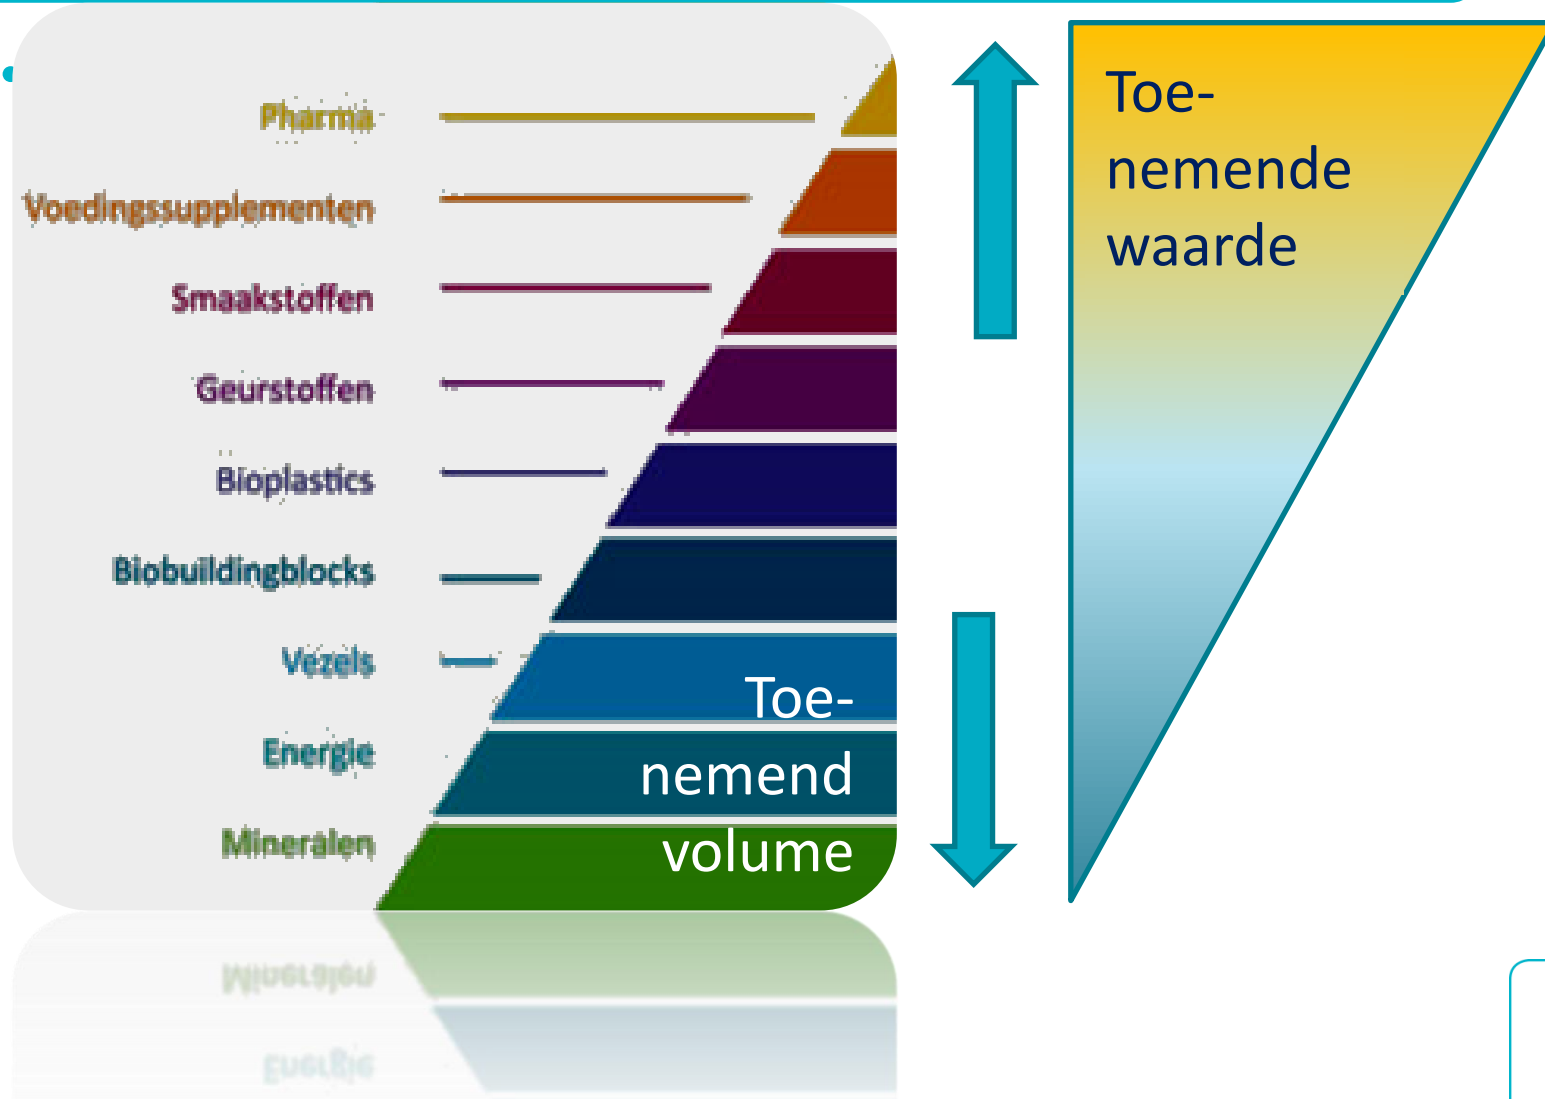 Pharma
Voedingssupplementen
Smaakstoffen
Geurstoffen
Bioplastics
Biobuildingblocks
Vezels
Energie
Mineralen
Toe-
nemend
volume
Toe-
nemende
waarde